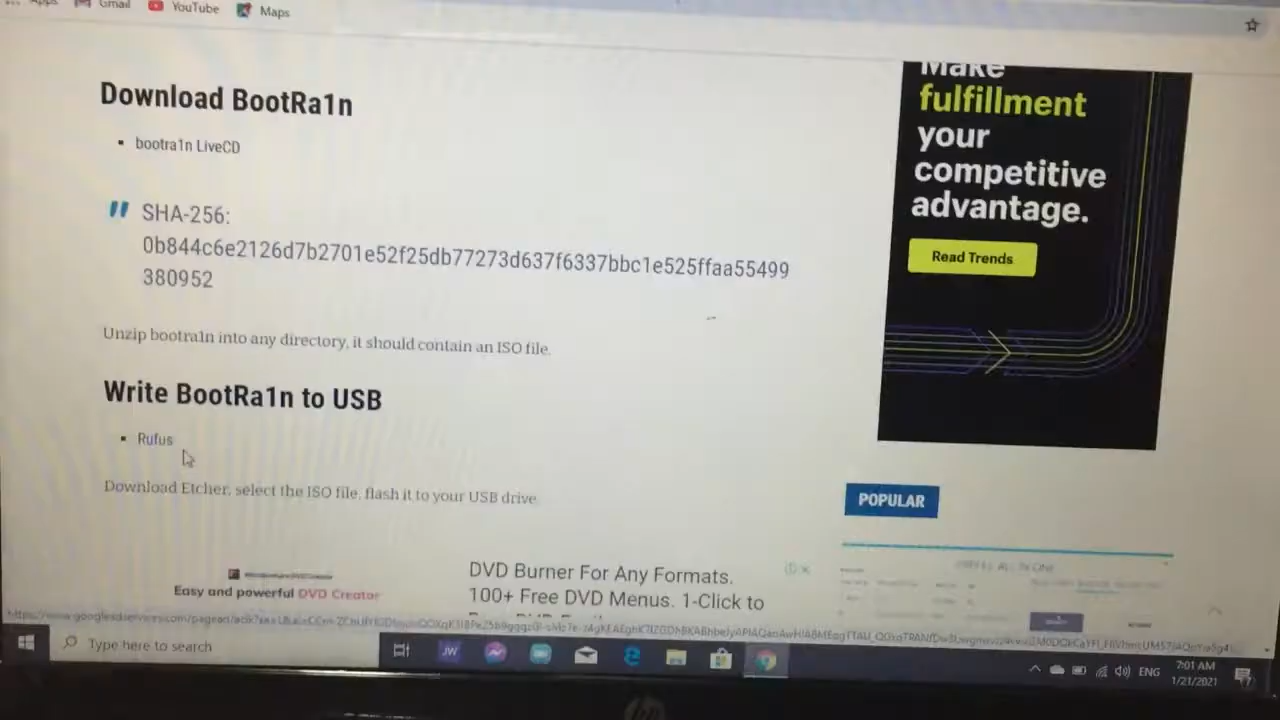 Apps Gmail YouTube Maps
Download BootRa1n
▪ bootra1n LiveCD
SHA-256:
0b844c6e2126d7b2701e52f25db77273d637f6337bbc1e525ffaa55499
380952
Unzip bootra1n into any directory, it should contain an ISO file.
Write BootRa1n to USB
▪ Rufus
Download Etcher, select the ISO file, flash it to your USB drive.
Easy and powerful DVD Creator
DVD Burner For Any Formats.
100+ Free DVD Menus. 1-Click to
Make
fulfillment
your
competitive
advantage.
Read Trends
POPULAR
Type here to search
JW
ENG
7:01 AM
1/21/2021
hp